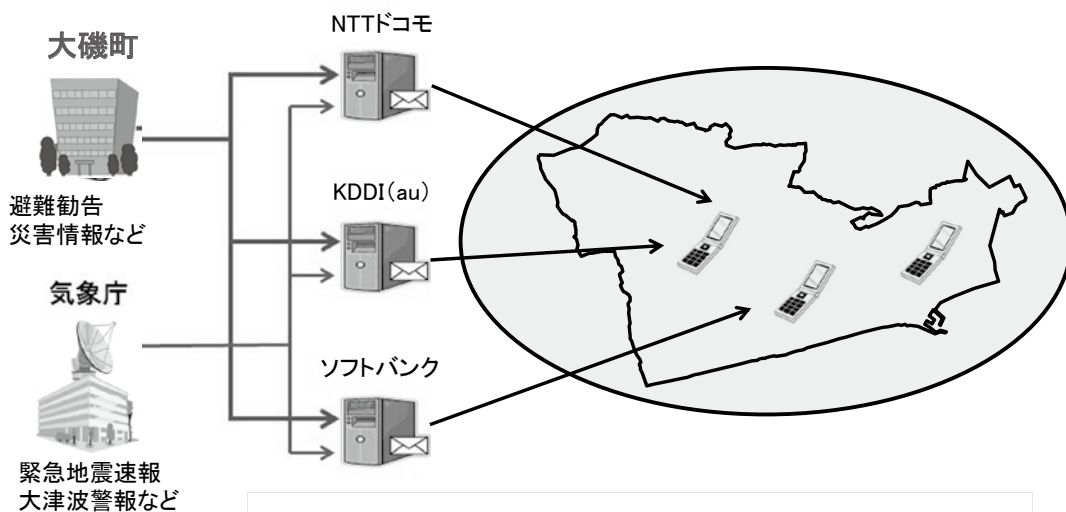 大磯町
避難勧告
災害情報など
気象庁
緊急地震速報
大津波警報など
NTTドコモ
KDDI(au)
ソフトバンク